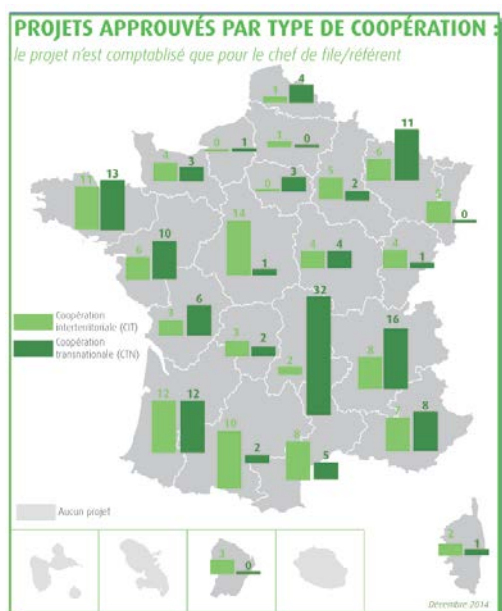 PROJETS APPROUVÉS PAR TYPE DE COOPÉRATION :
le projet n'est comptablisé que pour le chef de file/référent
1 4
0 1
1 0
4 3
6 11
11 13
0 3
5 2
5 0
6 10
14 1
4 4
4 1
3 6
3 2
2 32
8 16
12 12
10 2
8 5
7 8
Coopération
interterritoriale (CIT)
Coopération
transnationale (CTN)
Aucun projet
3 0
2 1
Décembre 2014